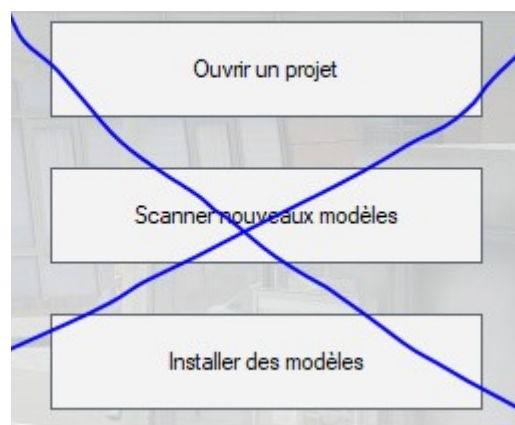 Ouvrir un projet
Scanner nouveaux modèles
Installer des modèles